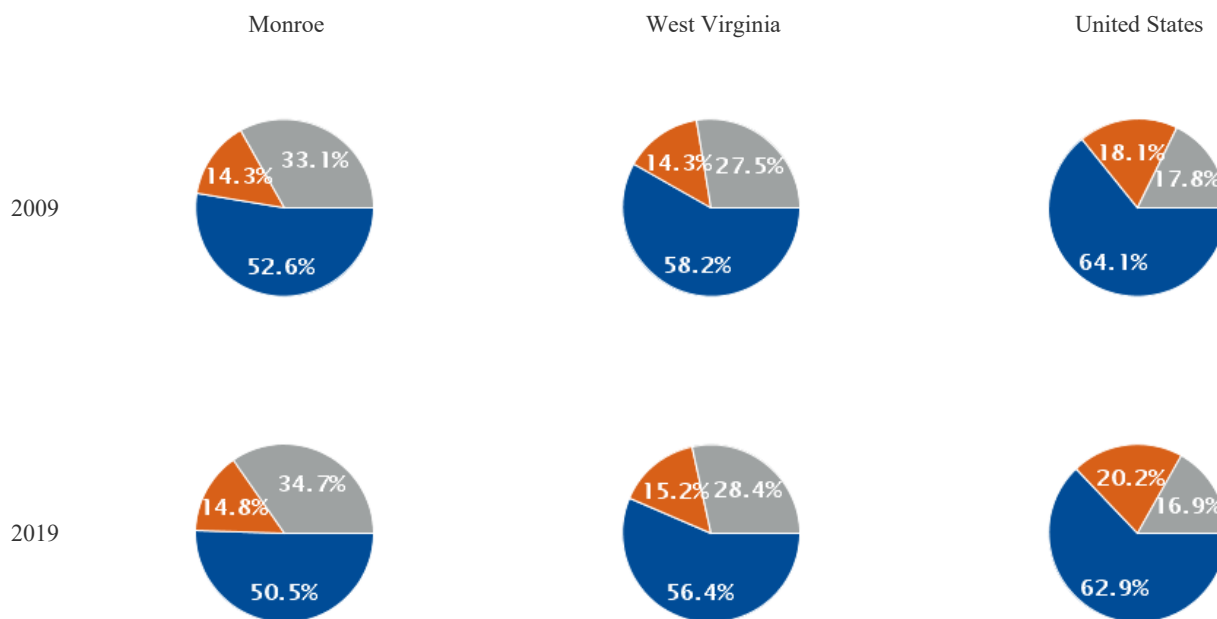 Monroe West Virginia United States
33.1% 27.5% 18.1%
14.3% 14.3% 17.8%
2009
52.6% 58.2% 64.1%
34.7% 15.2% 28.4% 20.2%
14.8% 16.9%
2019
50.5% 56.4% 62.9%